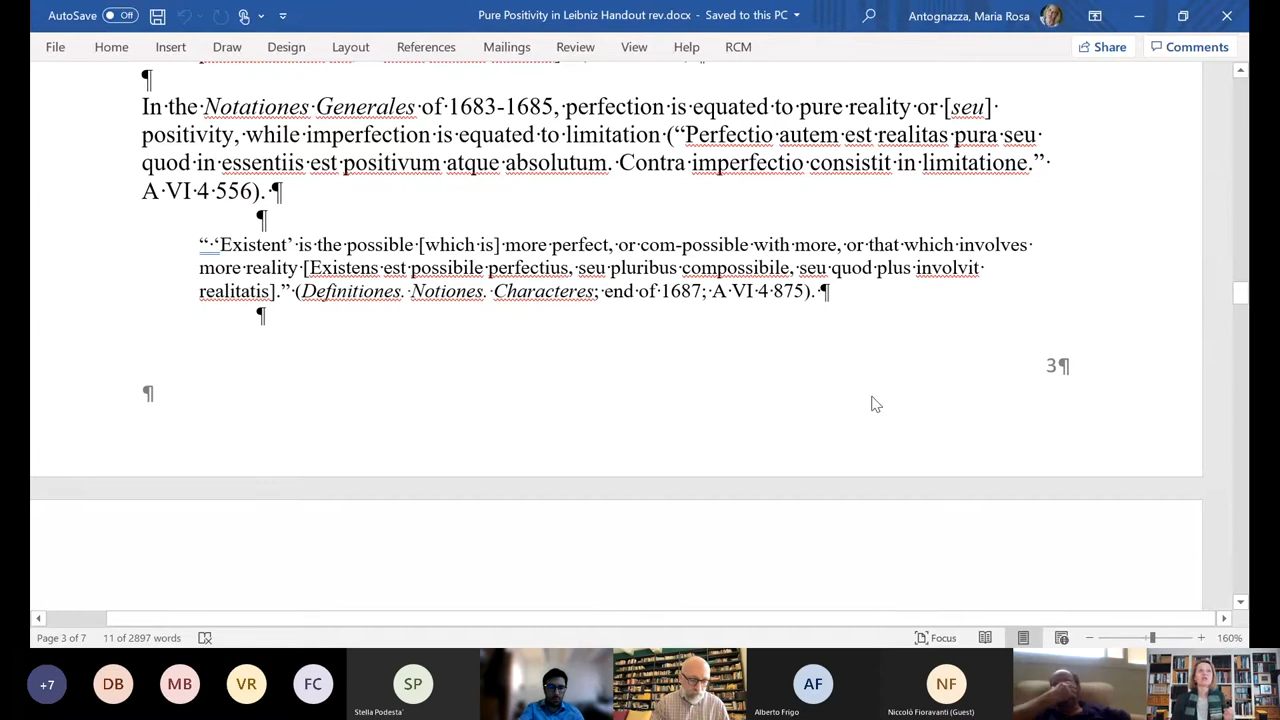 AutoSave Off
Pure Positivity in Leibniz Handout rev.docx - Saved to this PC
Antognazza, Maria Rosa
File Home Insert Draw Design Layout References Mailings Review View Help RCM
Share Comments
¶
In·the·Notationes·Generales·of·1683-1685,·perfection·is·equated·to·pure·reality·or·[seu]·
positivity,·while·imperfection·is·equated·to·limitation·(“Perfectio·autem·est·realitas·pura·seu·
quod·in·essentiis·est·positivum·atque·absolutum.·Contra·imperfectio·consistit·in·limitatione.”·
A·VI·4·556).·¶
¶
“·‘Existent’·is·the·possible·[which·is]·more·perfect,·or·com-possible·with·more,·or·that·which·involves·
more·reality·[Existens·est·possibile·perfectius,·seu·pluribus·compossibile,·seu·quod·plus·involvit·
realitatis].”·(Definitiones.·Notiones.·Characteres;·end·of·1687;·A·VI·4·875).·¶
¶
3¶
¶
Page 3 of 7 11 of 2897 words
Focus
160%
+7 DB MB VR FC SP AF NF
Stella Podesta' Alberto Frigo Niccolò Fioravanti (Guest)